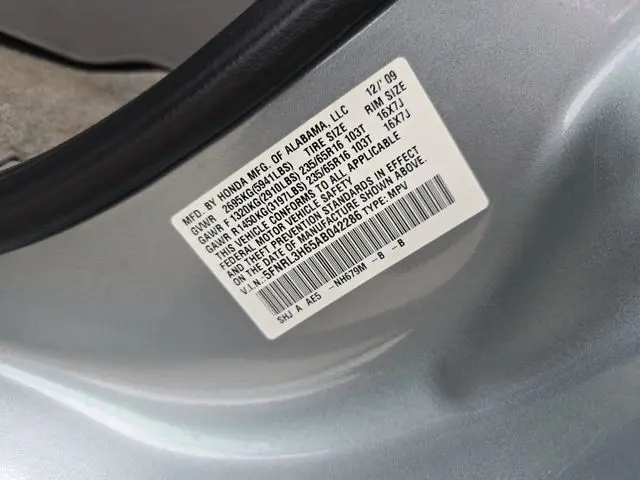 MFD. BY HONDA MFG. OF ALABAMA, LLC 12/'09
GVWR 2695KG(5941LBS) TIRE SIZE RIM SIZE
GAWR F 1320KG(2910LBS) 235/65R16 103T 16X7J
GAWR R 1450KG(3197LBS) 235/65R16 103T 16X7J
THIS VEHICLE CONFORMS TO ALL APPLICABLE
FEDERAL MOTOR VEHICLE SAFETY
AND THEFT PREVENTION STANDARDS IN EFFECT
ON THE DATE OF MANUFACTURE SHOWN ABOVE.
V.I.N.:5FNRL3H65AB042286 TYPE:MPV
SHJ A AE5 -NH679M -B -B